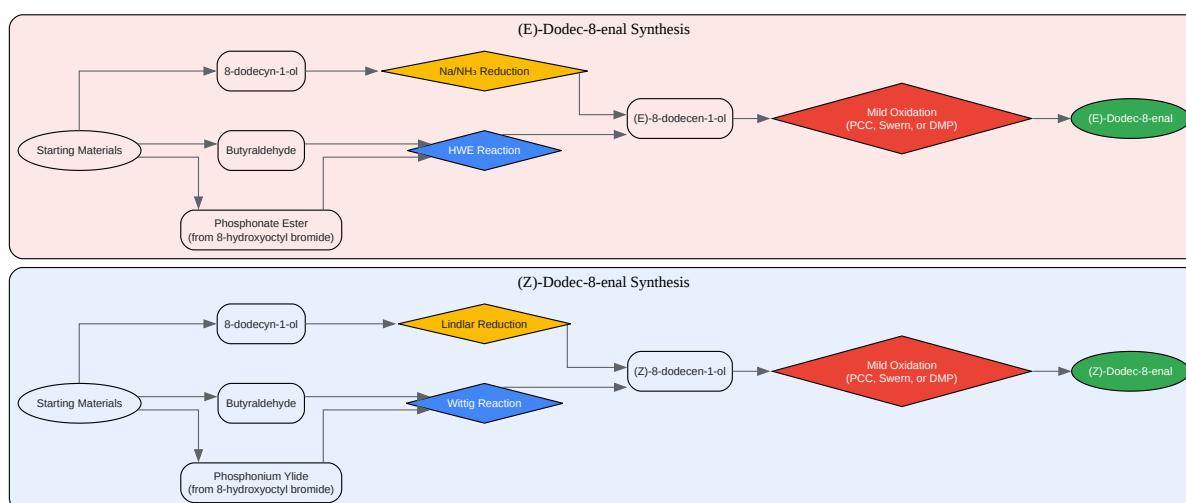 (E)-Dodec-8-enal Synthesis
8-dodecyn-1-ol
Na/NH₃ Reduction
Mild Oxidation
(PCC, Swern, or DMP)
(E)-8-dodecen-1-ol
(E)-Dodec-8-enal
Starting Materials
Butyraldehyde
HWE Reaction
Phosphonate Ester
(from 8-hydroxyoctyl bromide)
(Z)-Dodec-8-enal Synthesis
8-dodecyn-1-ol
Lindlar Reduction
Mild Oxidation
(PCC, Swern, or DMP)
(Z)-8-dodecen-1-ol
(Z)-Dodec-8-enal
Starting Materials
Butyraldehyde
Wittig Reaction
Phosphonium Ylide
(from 8-hydroxyoctyl bromide)